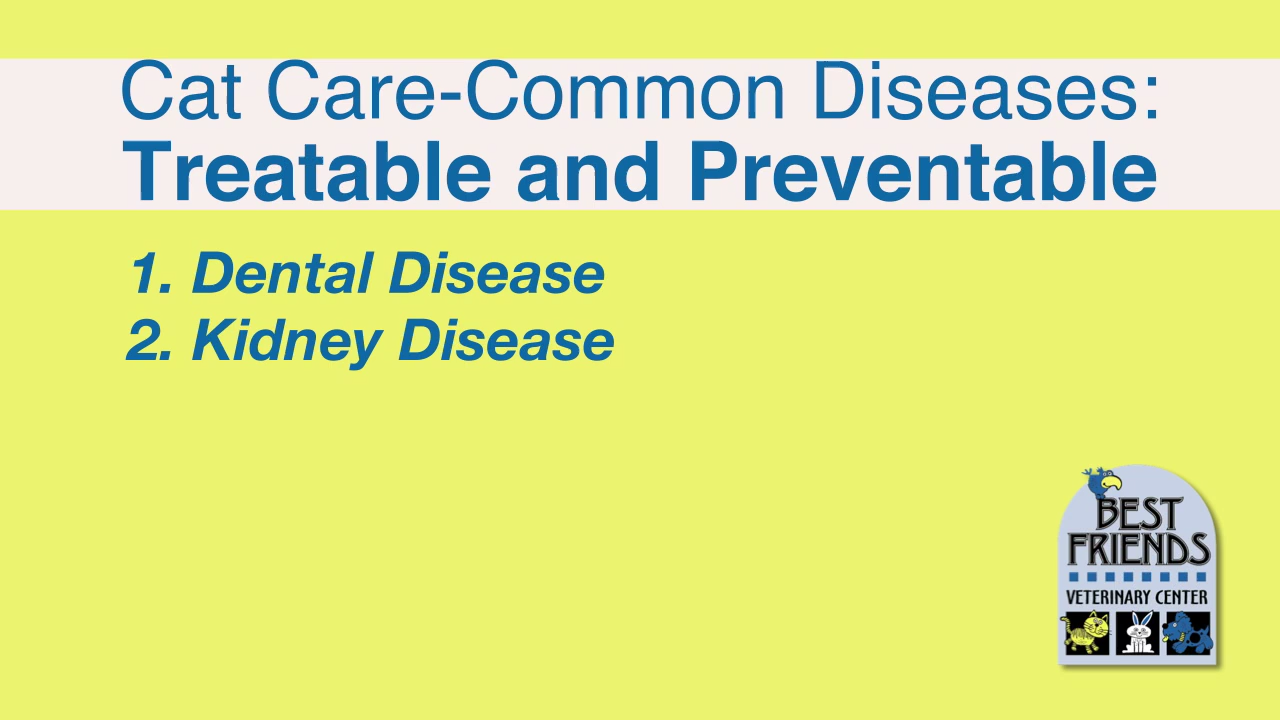 Cat Care-Common Diseases:
Treatable and Preventable
1. Dental Disease
2. Kidney Disease
BEST
FRIENDS
VETERINARY CENTER